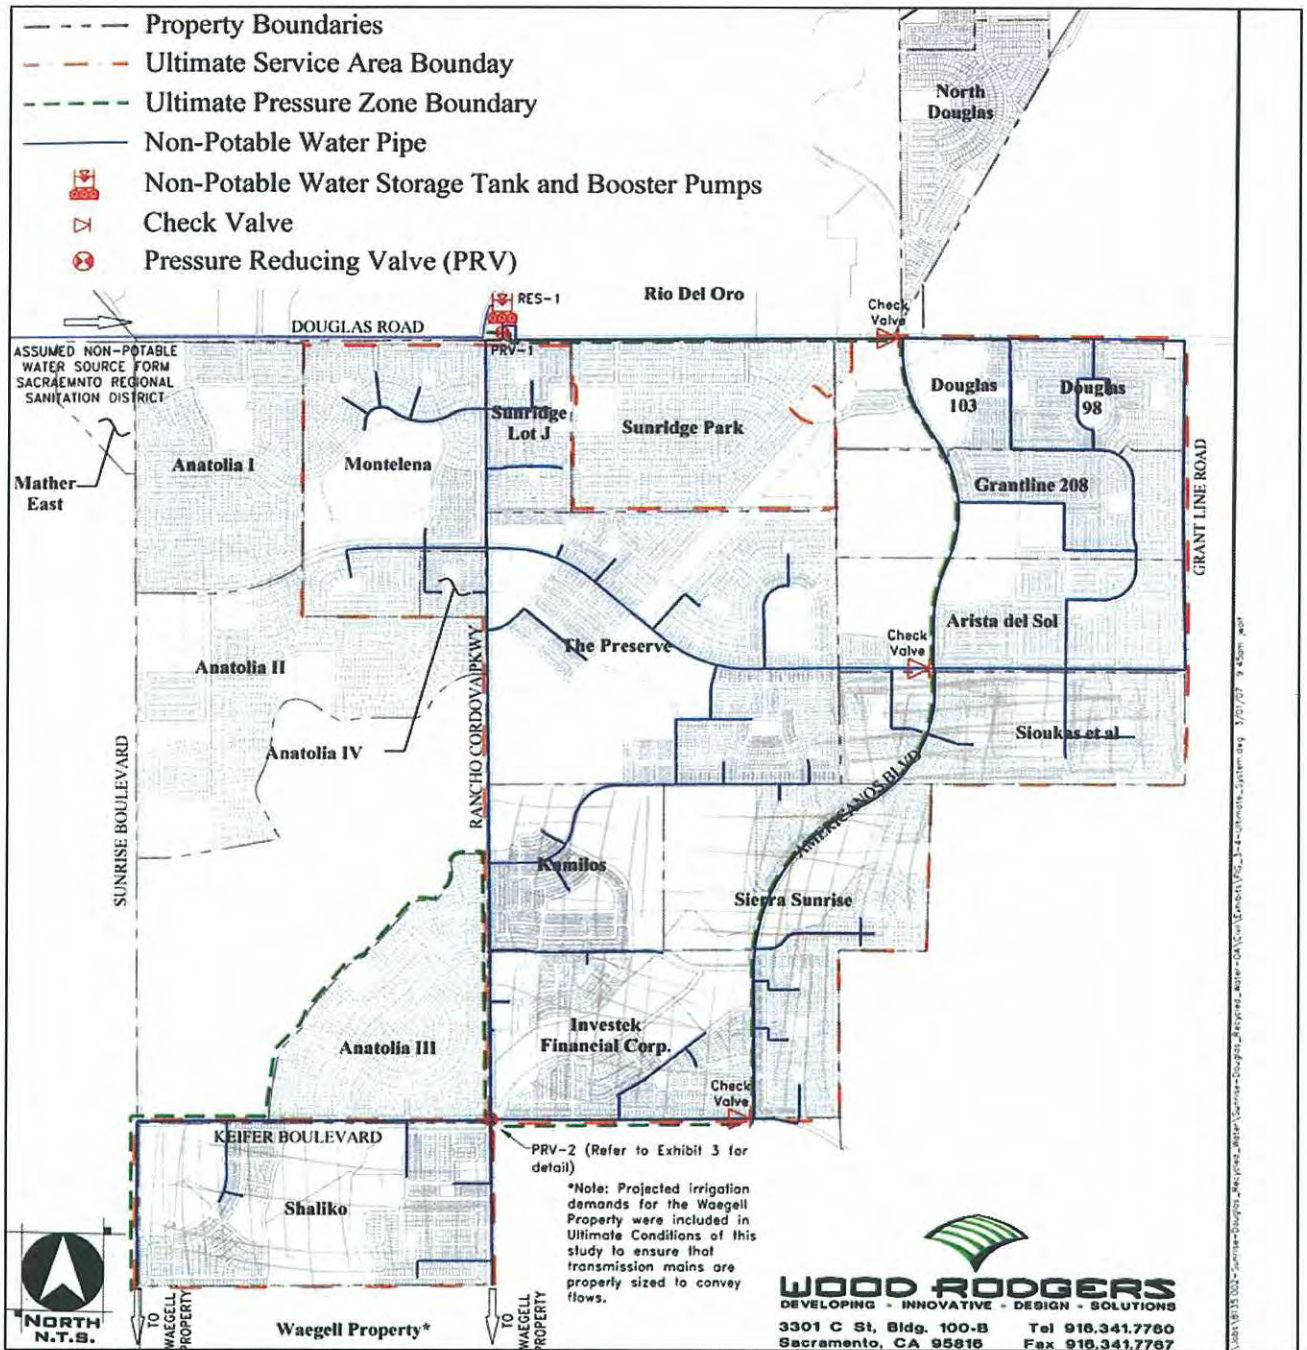 Property Boundaries
Ultimate Service Area Bounday
Ultimate Pressure Zone Boundary
Non-Potable Water Pipe
Non-Potable Water Storage Tank and Booster Pumps
Check Valve
Pressure Reducing Valve (PRV)
North
Douglas
RES-1
Rio Del Oro
Check
Valve
DOUGLAS ROAD
PRV-1
ASSUMED NON-POTABLE
WATER SOURCE FORM
SACRAEMNTO REGIONAL
SANITATION DISTRICT
Mather
East
Anatolia I
Montelena
Sunridge
Lot J
Sunridge Park
Douglas
103
Douglas
98
Grantline 208
GRANT LINE ROAD
Arista del Sol
Check
Valve
The Preserve
Anatolia II
Anatolia IV
RANCHO CORDOVA PKWY
SUNRISE BOULEVARD
Sioukas et al
AMERICANOS BLVD
Kamilos
Sierra Sunrise
Anatolia III
Investek
Financial Corp.
Check
Valve
KEIFER BOULEVARD
PRV-2 (Refer to Exhibit 3 for
detail)
Shaliko
*Note: Projected irrigation
demands for the Waegell
Property were included in
Ultimate Conditions of this
study to ensure that
transmission mains are
properly sized to convey
flows.
NORTH
N.T.S.
TO
WAEGELL
PROPERTY
Waegell Property*
TO
WAEGELL
PROPERTY
WOOD RODGERS
DEVELOPING - INNOVATIVE - DESIGN - SOLUTIONS
3301 C St, Bldg. 100-B Tel 916.341.7760
Sacramento, CA 95816 Fax 916.341.7767